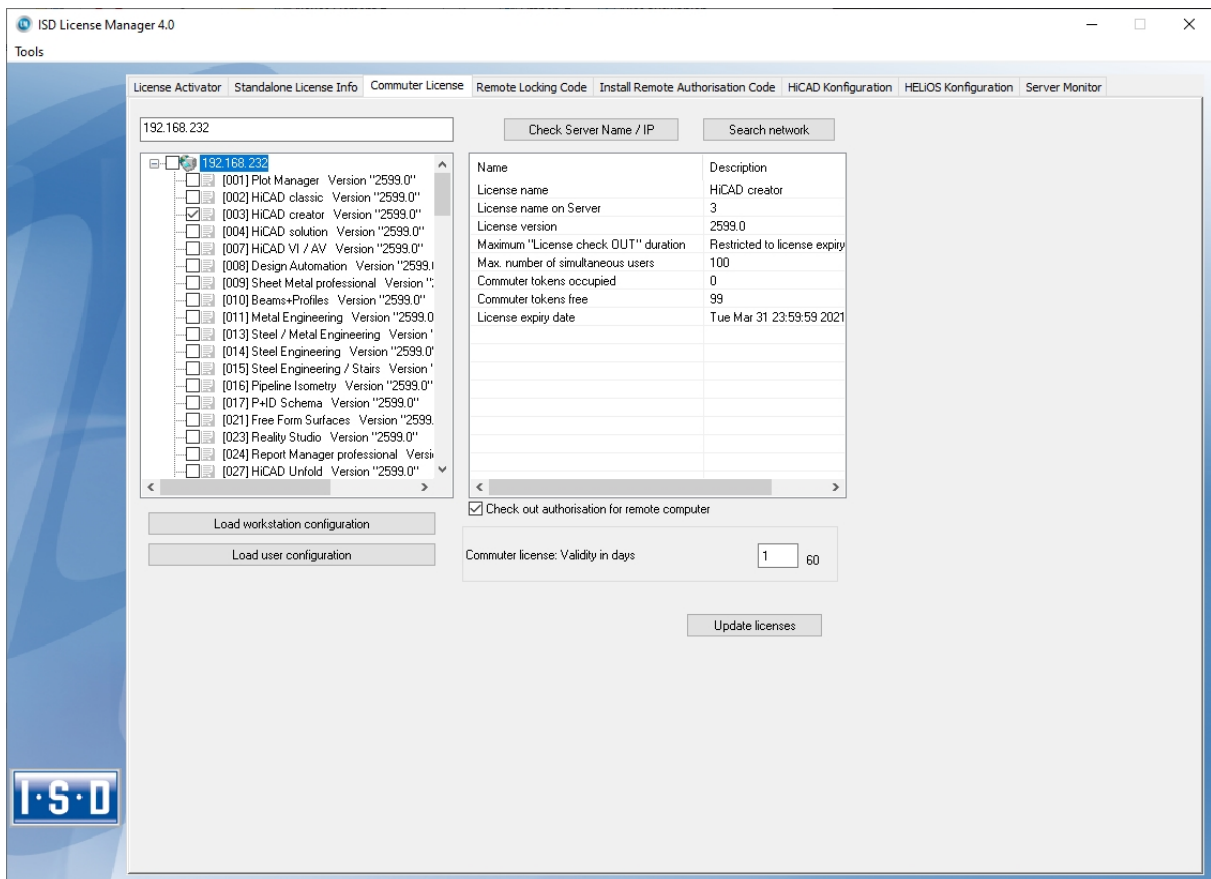 ISD License Manager 4.0
Tools
License Activator Standalone License Info Commuter License Remote Locking Code Install Remote Authorisation Code HiCAD Konfiguration HELiOS Konfiguration Server Monitor
192.168.232
Check Server Name / IP
Search network
192.168.232
[001] Plot Manager Version "2599.0"
[002] HiCAD classic Version "2599.0"
[003] HiCAD creator Version "2599.0"
[004] HiCAD solution Version "2599.0"
[007] HiCAD VI / AV Version "2599.0"
[008] Design Automation Version "2599.
[009] Sheet Metal professional Version "
[010] Beams+Profiles Version "2599.0"
[011] Metal Engineering Version "2599.0
[013] Steel / Metal Engineering Version "
[014] Steel Engineering Version "2599.0"
[015] Steel Engineering / Stairs Version "
[016] Pipeline Isometry Version "2599.0"
[017] P+ID Schema Version "2599.0"
[021] Free Form Surfaces Version "2599.
[023] Reality Studio Version "2599.0"
[024] Report Manager professional Versi
[027] HiCAD Unfold Version "2599.0"
Name Description
License name HiCAD creator
License name on Server 3
License version 2599.0
Maximum "License check OUT" duration Restricted to license expiry
Max. number of simultaneous users 100
Commuter tokens occupied 0
Commuter tokens free 99
License expiry date Tue Mar 31 23:59:59 2021
Check out authorisation for remote computer
Load workstation configuration
Load user configuration
Commuter license: Validity in days 1 60
Update licenses
I·S·D